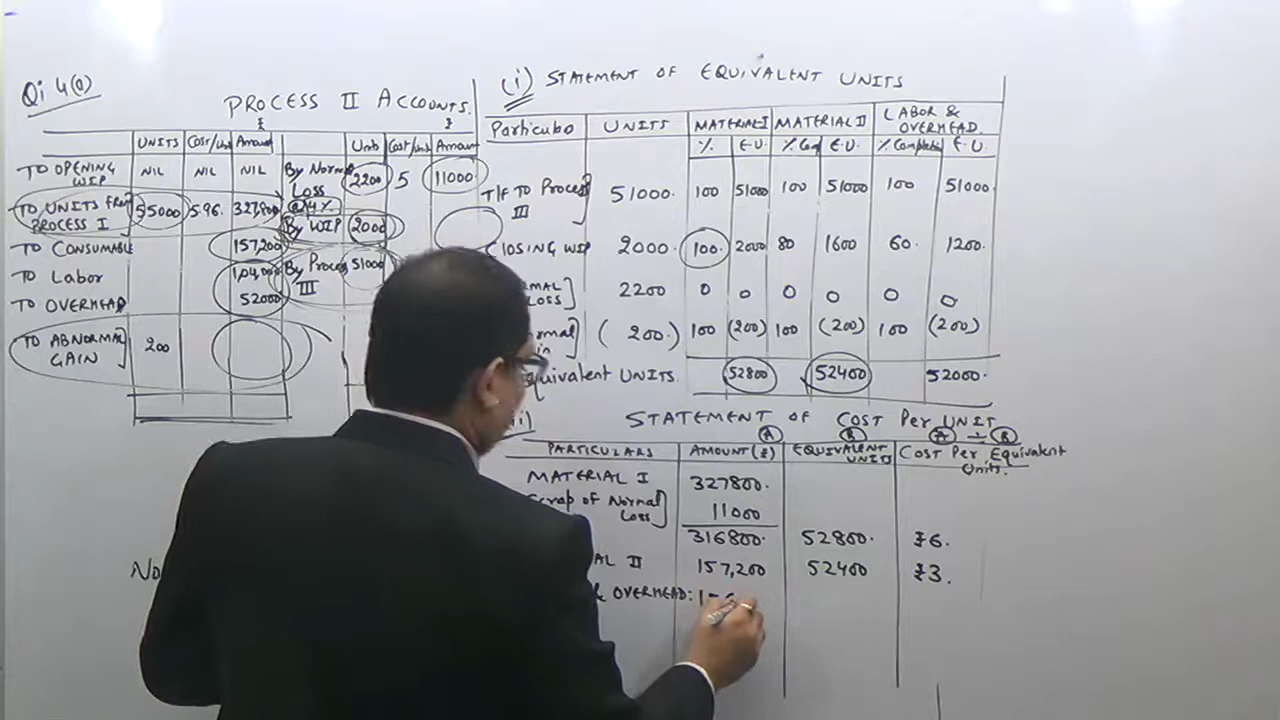 Qi 4(a)
PROCESS II ACCOUNTS.
₹ ₹
UNITS Cost/Unit Amount Units Cost/Unit Amount
TO OPENING WIP NIL NIL NIL By Normal Loss @4% 2200 5 11000
TO UNITS From PROCESS I 55000 5.96. 327,800 By WIP 2000
TO CONSUMABLE 157,200 By Process III 51000
TO Labor 1,04,000
TO OVERHEAD 52000
TO ABNORMAL GAIN 200
(i) STATEMENT OF EQUIVALENT UNITS
Particulars UNITS MATERIAL I MATERIAL II LABOR & OVERHEAD.
% E.U. % Comp E.U. % Completion E.U.
T/F TO Process III 51000. 100 51000 100 51000 100 51000.
CLOSING WIP 2000. 100. 2000 80 1600 60. 1200.
LOSS 2200 0 0 0 0 0 0
(200.) 100 (200) 100 (200) 100 (200)
Equivalent UNITS. 52800 52400 52000.
STATEMENT OF COST Per UNIT
A B A ÷ B
PARTICULARS AMOUNT (₹) EQUIVALENT UNITS COST Per Equivalent Units.
MATERIAL I 327800.
Scrap of Normal Loss 11000
316800. 52800. ₹6.
II 157,200 52400 ₹3.
& OVERHEAD:
No